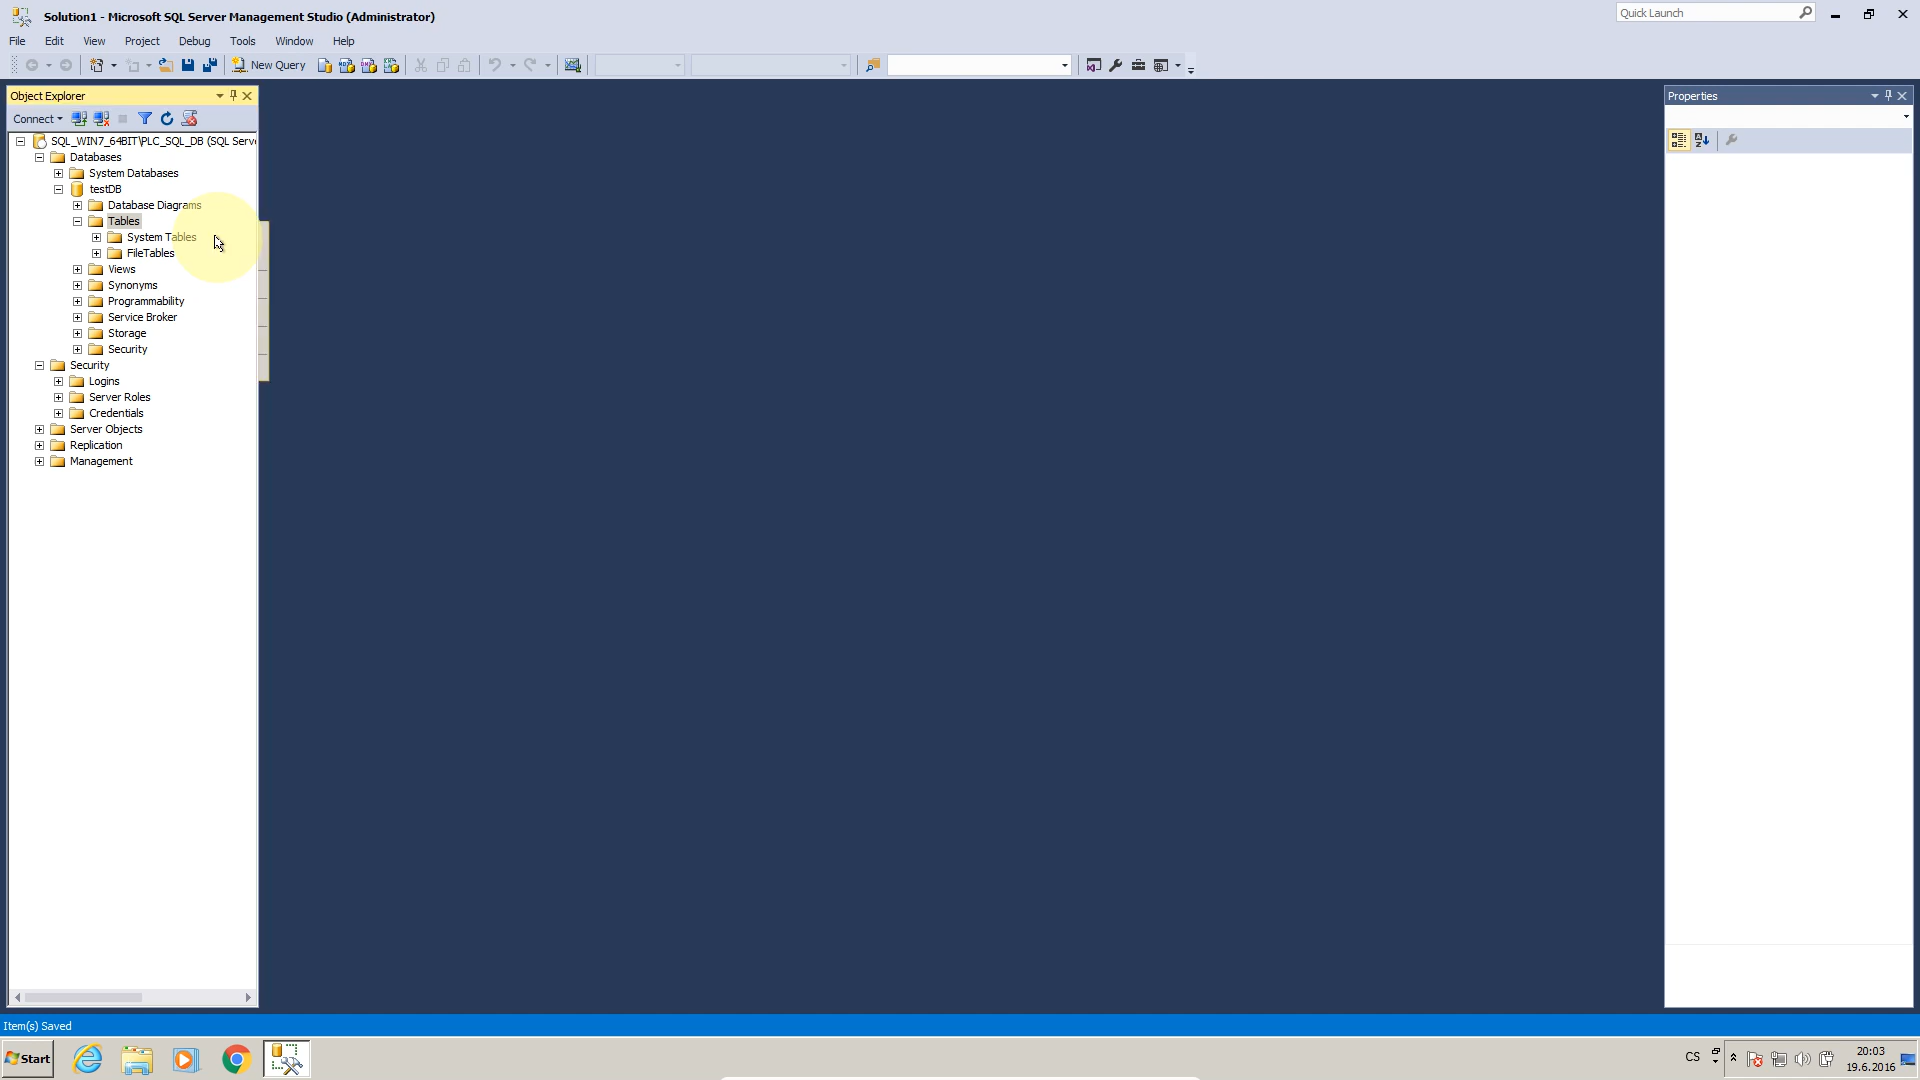 Solution1 - Microsoft SQL Server Management Studio (Administrator)
Quick Launch
File Edit View Project Debug Tools Window Help
New Query
Object Explorer
Properties
Connect
SQL_WIN7_64BIT\PLC_SQL_DB (SQL Serve
Databases
System Databases
testDB
Database Diagrams
Tables
System Tables
FileTables
Views
Synonyms
Programmability
Service Broker
Storage
Security
Security
Logins
Server Roles
Credentials
Server Objects
Replication
Management
Item(s) Saved
Start
CS
20:03
19.6.2016